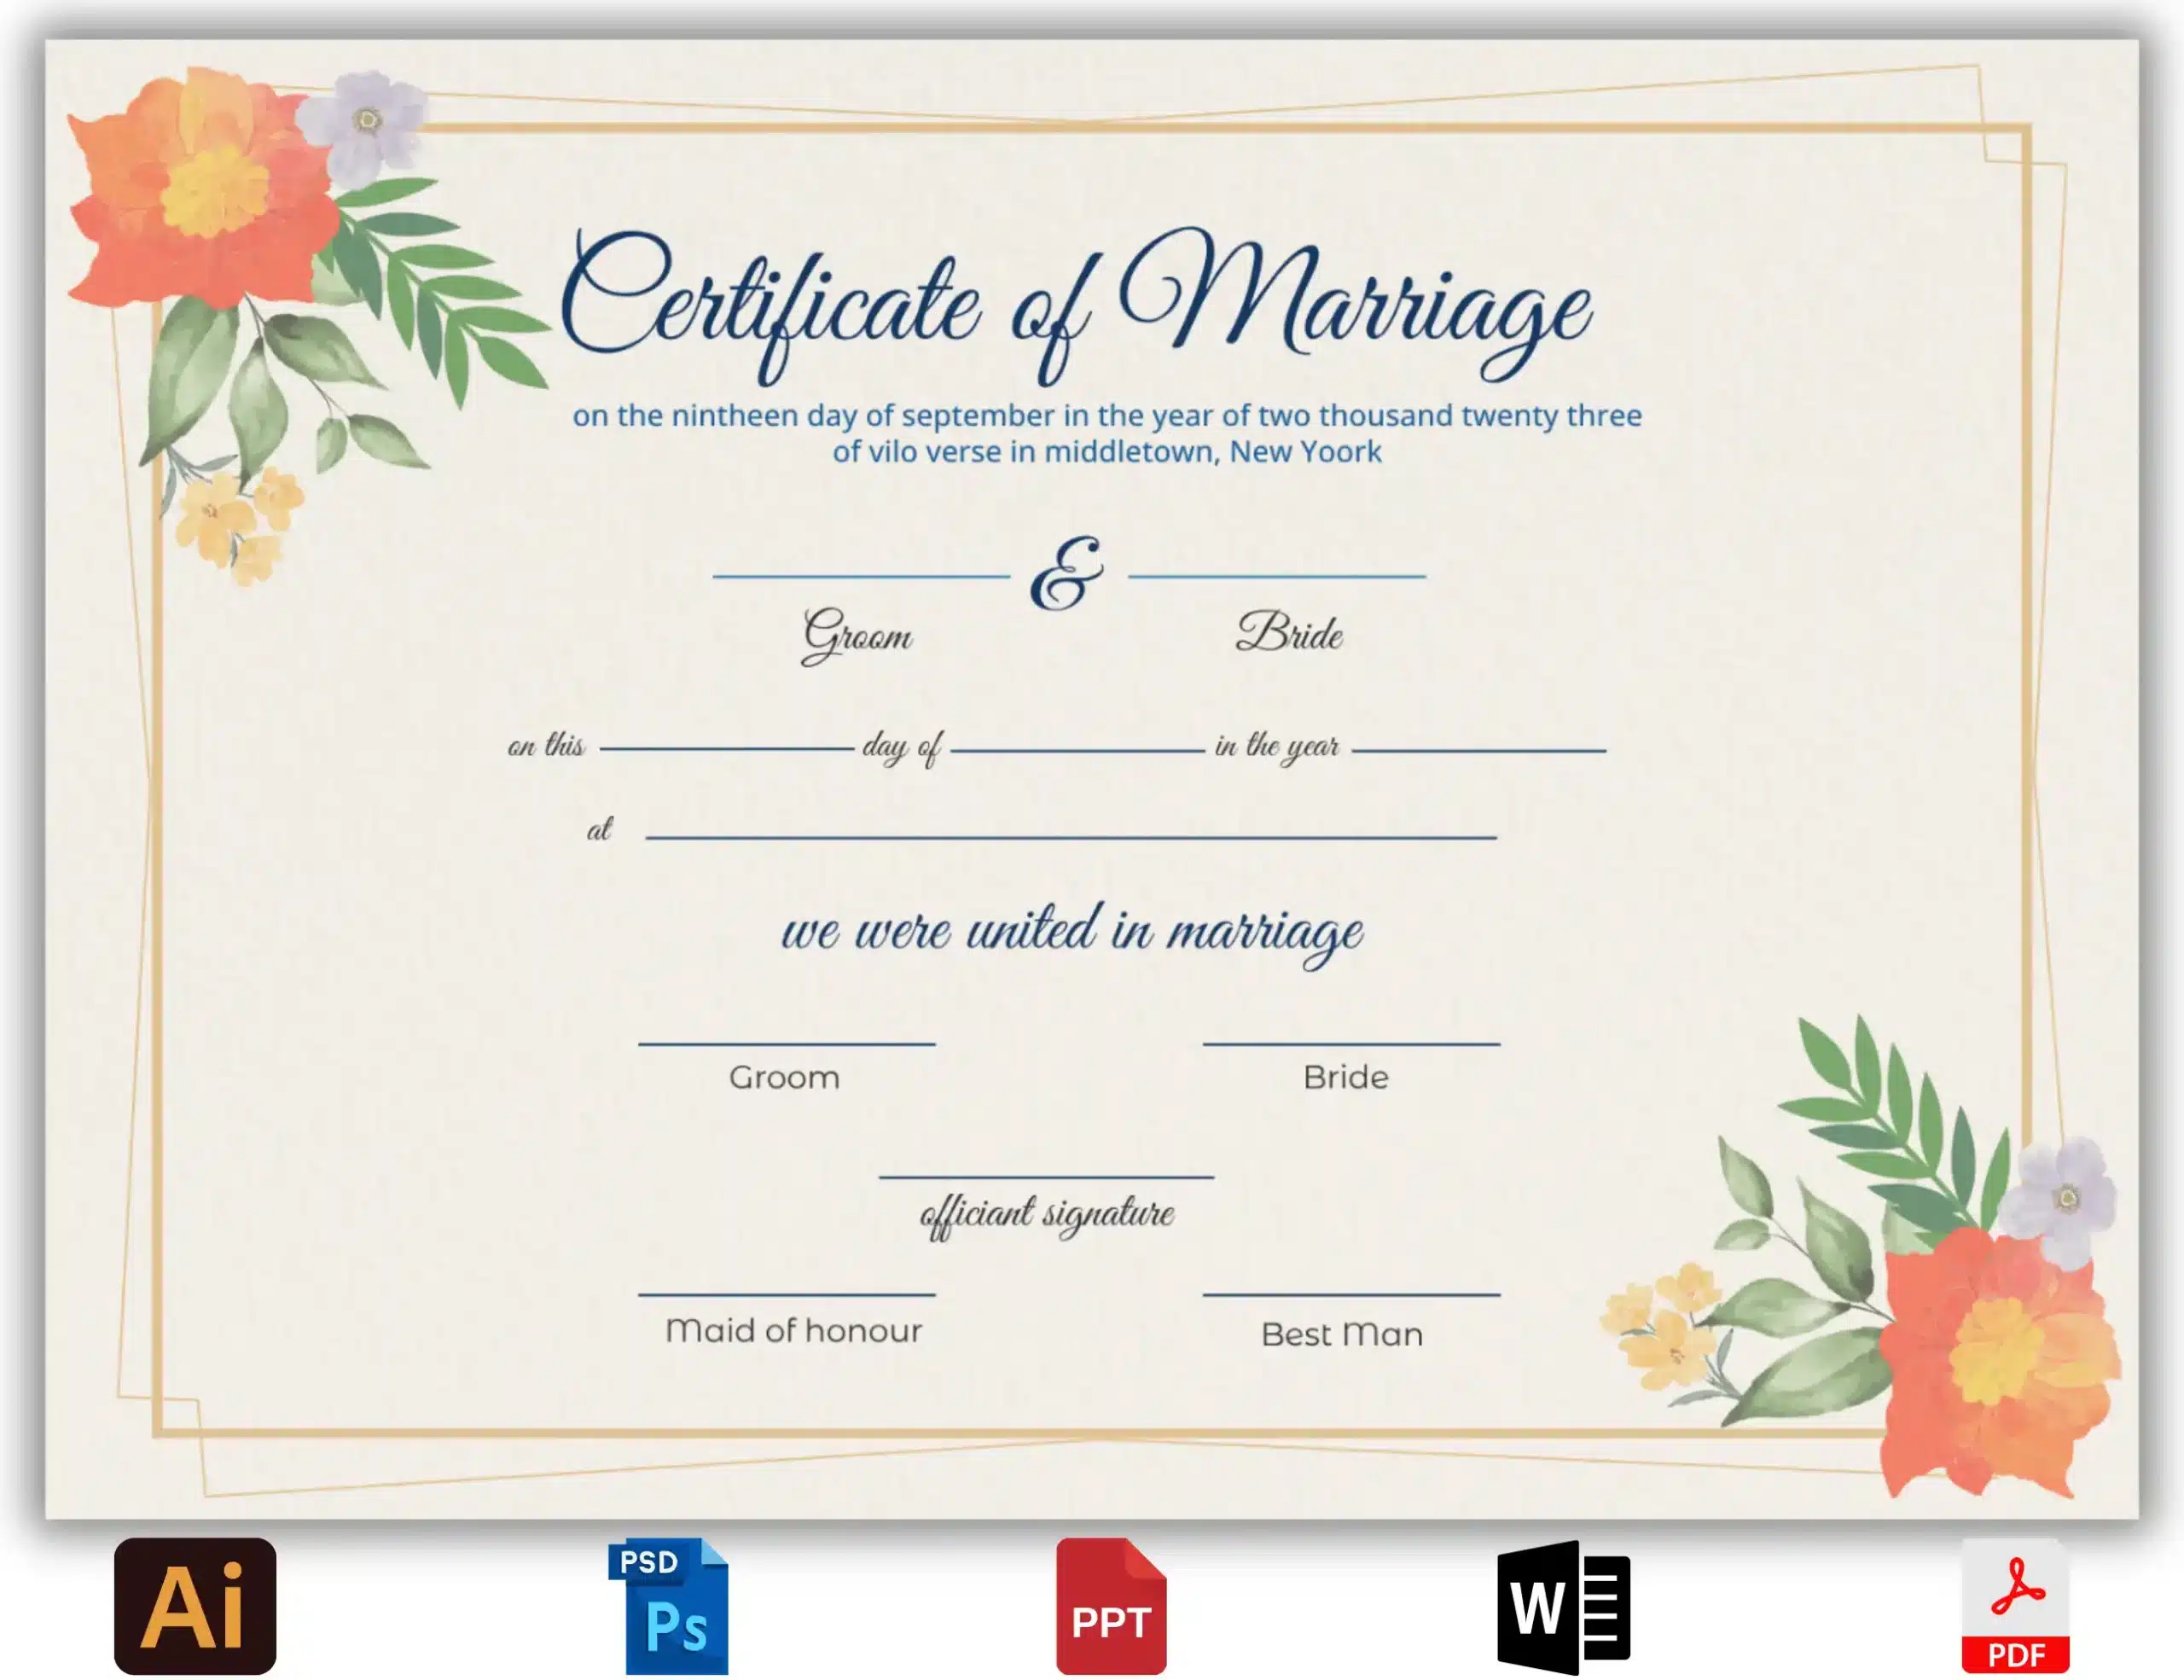 Certificate of Marriage
on the nintheen day of september in the year of two thousand twenty three
of vilo verse in middletown, New Yoork
&
Groom Bride
on this day of in the year
at
we were united in marriage
Groom Bride
officiant signature
Maid of honour Best Man
Ai PSD Ps PPT W PDF